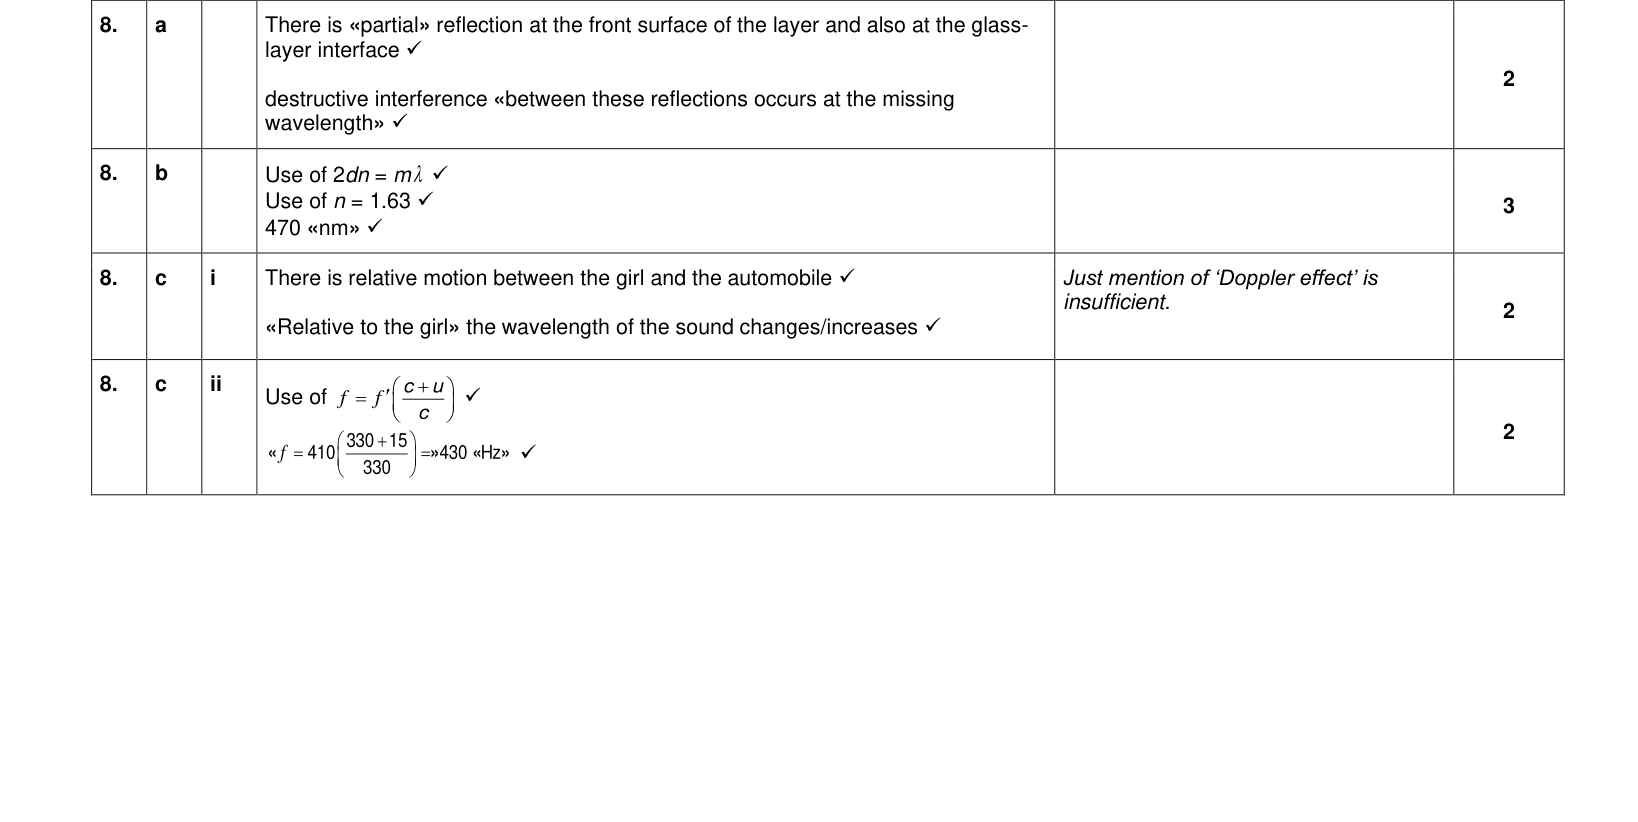 8. a There is «partial» reflection at the front surface of the layer and also at the glass-
layer interface ✓
2
destructive interference «between these reflections occurs at the missing
wavelength» ✓
8. b Use of 2dn = mλ ✓
Use of n = 1.63 ✓
3
470 «nm» ✓
8. c i There is relative motion between the girl and the automobile ✓ Just mention of ‘Doppler effect’ is
insufficient.
2
«Relative to the girl» the wavelength of the sound changes/increases ✓
8. c ii Use of f = f′(c + u / c) ✓
2
«f = 410(330 + 15 / 330) =»430 «Hz» ✓